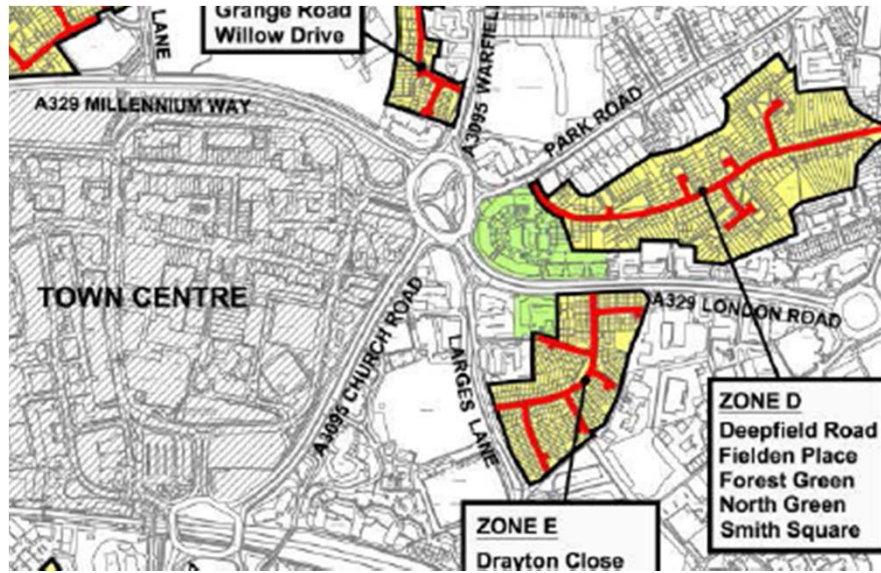 Grange Road
Willow Drive
LANE
A329 MILLENNIUM WAY
A3095 WARFIELD
PARK ROAD
TOWN CENTRE
A3095 CHURCH ROAD
LARGES LANE
A329 LONDON ROAD
ZONE D
Deepfield Road
Fielden Place
Forest Green
North Green
Smith Square
ZONE E
Drayton Close